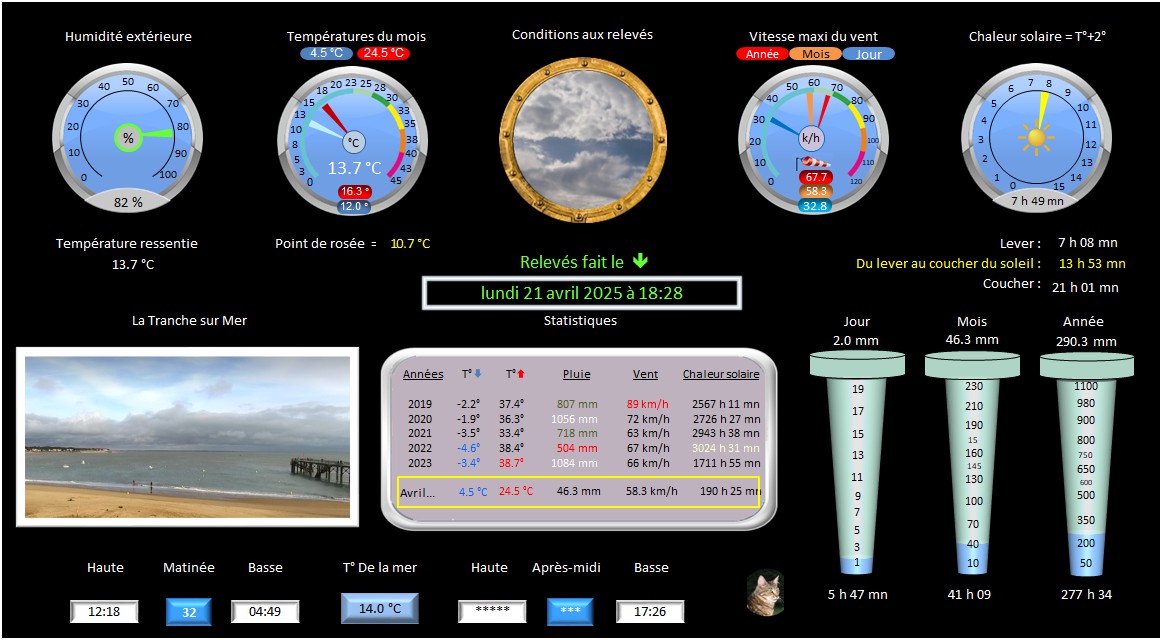 Humidité extérieure
Températures du mois
4.5 °C 24.5 °C
Conditions aux relevés
Vitesse maxi du vent
Année Mois Jour
Chaleur solaire = T°+2°
0 10 20 30 40 50 60 70 80 90 100
%
82 %
0 3 5 8 10 13 15 18 20 23 25 28 30 33 35 38 40 43 45
°C
13.7 °C
16.3 °
12.0 °
0 10 20 30 40 50 60 70 80 90 100 110 120
k/h
67.7
58.3
32.8
0 1 2 3 4 5 6 7 8 9 10 11 12 13 14 15
7 h 49 mn
Température ressentie
13.7 °C
Point de rosée = 10.7 °C
Relevés fait le
lundi 21 avril 2025 à 18:28
Lever : 7 h 08 mn
Du lever au coucher du soleil : 13 h 53 mn
Coucher : 21 h 01 mn
La Tranche sur Mer
Statistiques
Années T° T° Pluie Vent Chaleur solaire
2019 -2.2° 37.4° 807 mm 89 km/h 2567 h 11 mn
2020 -1.9° 36.3° 1056 mm 72 km/h 2726 h 27 mn
2021 -3.5° 33.4° 718 mm 63 km/h 2943 h 38 mn
2022 -4.6° 38.4° 504 mm 67 km/h 3024 h 31 mn
2023 -3.4° 38.7° 1084 mm 66 km/h 1711 h 55 mn
Avril... 4.5 °C 24.5 °C 46.3 mm 58.3 km/h 190 h 25 mn
Jour
2.0 mm
19
17
15
13
11
9
7
5
3
1
5 h 47 mn
Mois
46.3 mm
230
210
190
15
160
145
130
100
70
40
10
41 h 09
Année
290.3 mm
1100
980
900
800
750
650
600
500
350
200
50
277 h 34
Haute Matinée Basse
12:18 32 04:49
T° De la mer
14.0 °C
Haute Après-midi Basse
***** *** 17:26